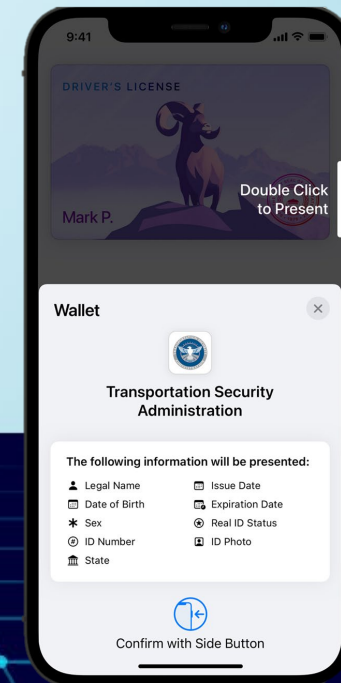 9:41
DRIVER'S LICENSE
Double Click
to Present
Mark P.
Wallet
Transportation Security
Administration
The following information will be presented:
Legal Name
Issue Date
Date of Birth
Expiration Date
Sex
Real ID Status
ID Number
ID Photo
State
Confirm with Side Button